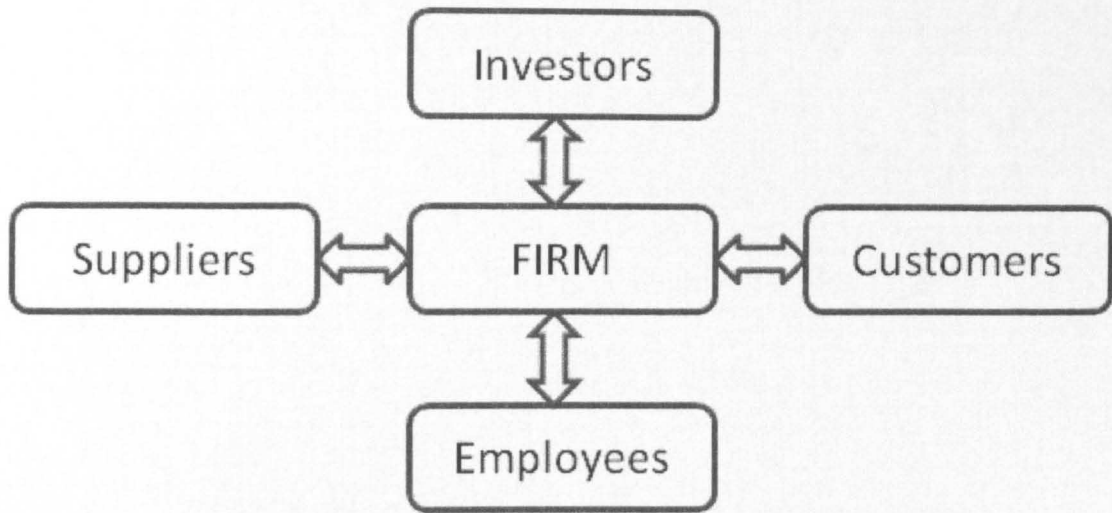 Investors
Suppliers
FIRM
Customers
Employees